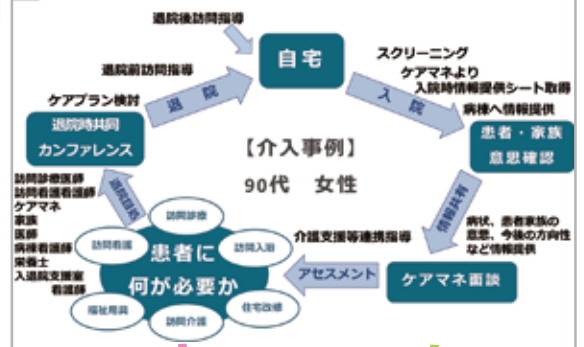 退院後訪問指導
自宅
スクリーニング
ケアマネより
入院時情報提供シート取得
退院前訪問指導
退院
入院
病棟へ情報提供
ケアプラン検討
退院時共同
カンファレンス
患者・家族
意思確認
【介入事例】
90代 女性
訪問診療医師
訪問看護看護師
ケアマネ
家族
医師
病棟看護師
栄養士
入退院支援室
看護師
情報共有
病状、患者家族の
意思、今後の方向性
など情報提供
訪問診療
訪問看護
訪問入浴
患者に
何が必要か
福祉用具
訪問介護
住宅改修
介護支援等連携指導
アセスメント
ケアマネ面談